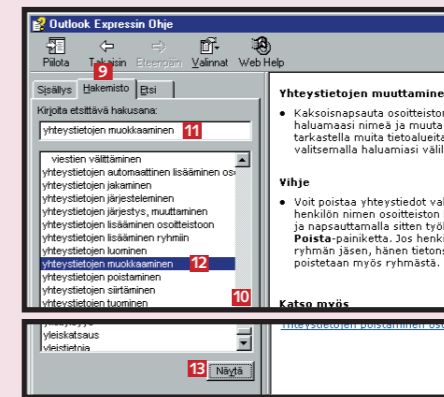 Outlook Expressin Ohje
Piilota Takaisin Eteenpäin Valinnat Web Help
9
Sisällys Hakemisto Etsi
Kirjoita etsittävä hakusana:
yhteystietojen muokkaaminen 11
viestien välittäminen
yhteystietojen automaattinen lisääminen os
yhteystietojen jakaminen
yhteystietojen järjesteleminen
yhteystietojen järjestys, muuttaminen
yhteystietojen lisääminen osoitteistoon
yhteystietojen lisääminen ryhmiin
yhteystietojen luominen
yhteystietojen muokkaaminen 12
yhteystietojen poistaminen
yhteystietojen siirtäminen
yhteystietojen tuominen
10
yleiskatsaus
yleistietoja
13 Näytä
Yhteystietojen muuttamine
• Kaksoisnapsauta osoitteiston
haluamaasi nimeä ja muuta
tarkastella muita tietoalueita
valitsemalla haluamiasi välil
Vihje
• Voit poistaa yhteystiedot val
henkilön nimen osoitteiston
ja napsauttamalla sitten työl
Poista-painiketta. Jos henki
ryhmän jäsen, hänen tietons
poistetaan myös ryhmästä.
Katso myös
Yhteystietojen poistaminen oso